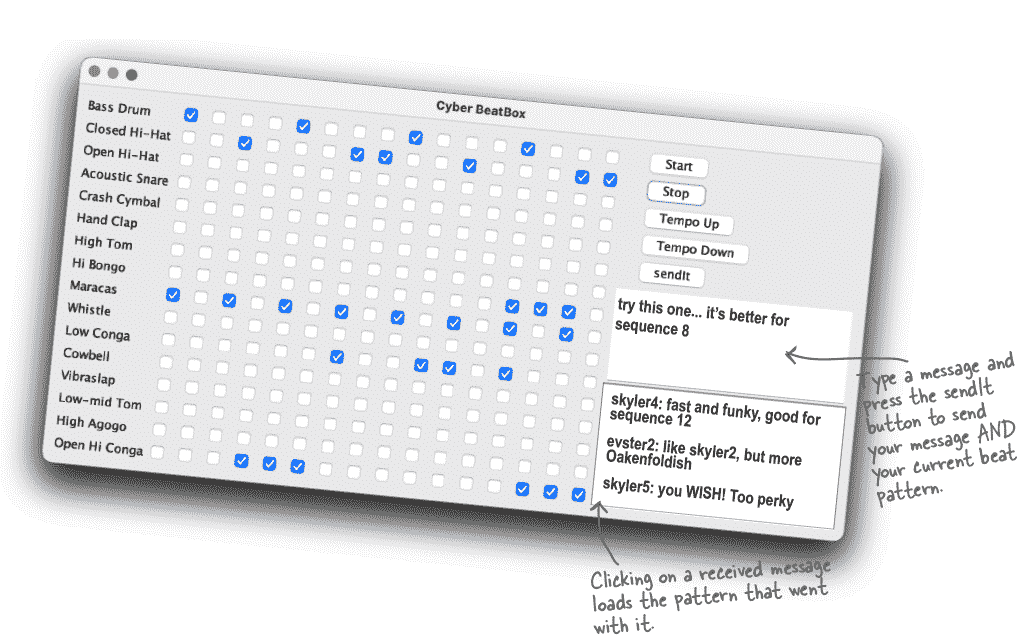 Cyber BeatBox
Bass Drum
Closed Hi-Hat
Open Hi-Hat
Acoustic Snare
Crash Cymbal
Hand Clap
High Tom
Hi Bongo
Maracas
Whistle
Low Conga
Cowbell
Vibraslap
Low-mid Tom
High Agogo
Open Hi Conga
Start
Stop
Tempo Up
Tempo Down
sendIt
try this one... it's better for
sequence 8
skyler4: fast and funky, good for
sequence 12
evster2: like skyler2, but more
Oakenfoldish
skyler5: you WISH! Too perky
Type a message and
press the sendIt
button to send
your message AND
your current beat
pattern.
Clicking on a received message
loads the pattern that went
with it.